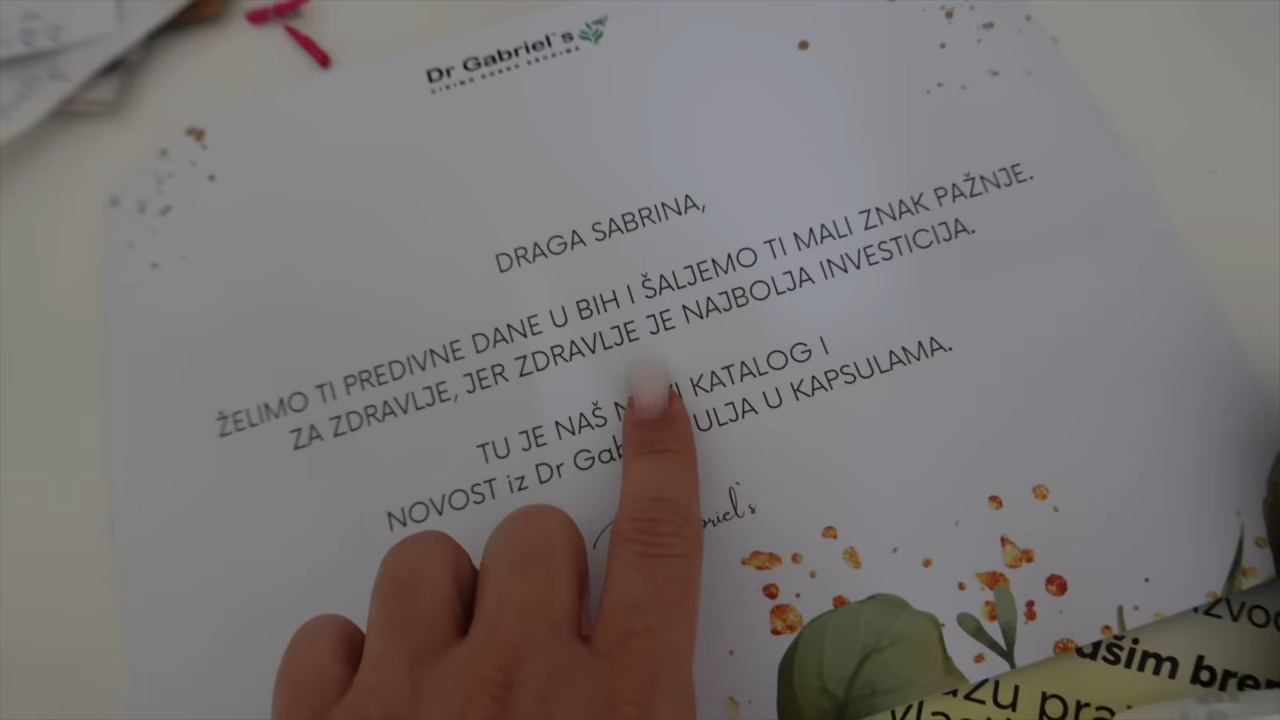 Dr Gabriel`s
DRAGA SABRINA,
ŽELIMO TI PREDIVNE DANE U BIH I ŠALJEMO TI MALI ZNAK PAŽNJE.
ZA ZDRAVLJE, JER ZDRAVLJE JE NAJBOLJA INVESTICIJA.
TU JE NAŠ KATALOG I
NOVOST iz Dr ULJA U KAPSULAMA.